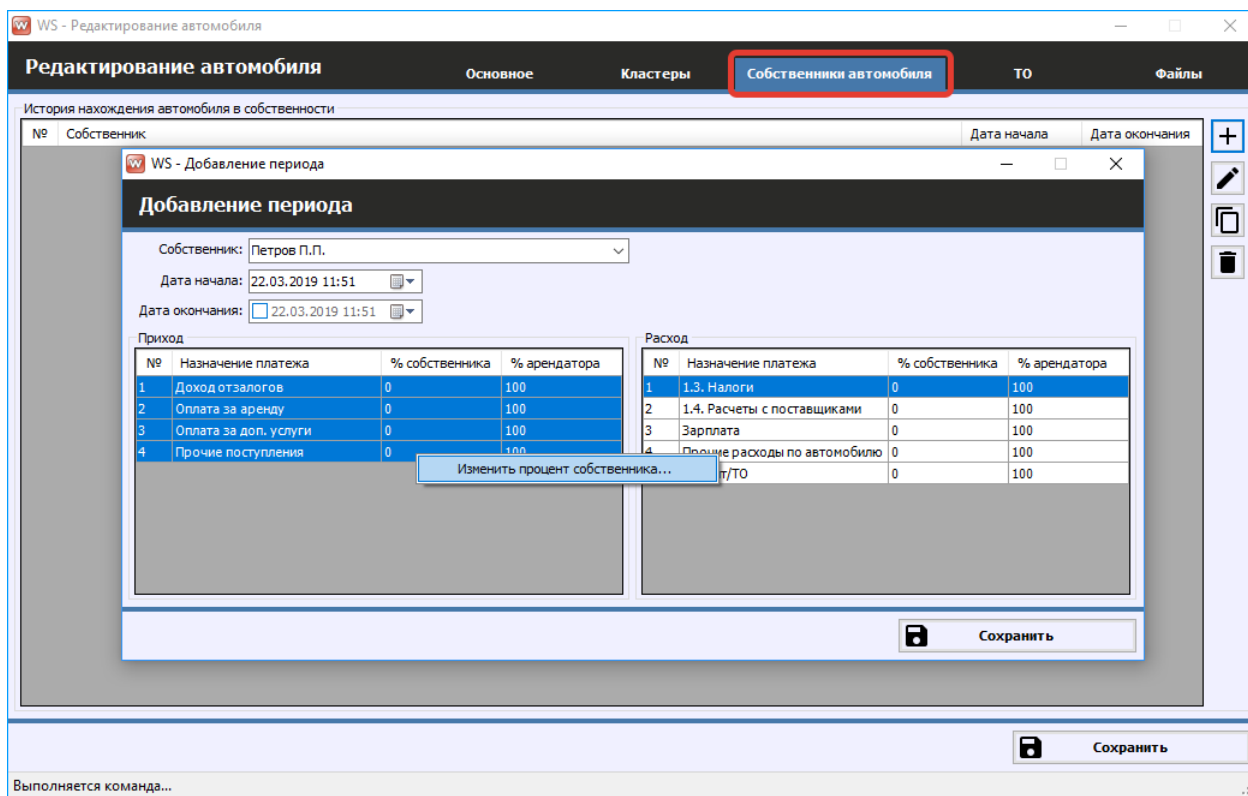 WS - Редактирование автомобиля
Редактирование автомобиля Основное Кластеры Собственники автомобиля ТО Файлы
История нахождения автомобиля в собственности
№ Собственник Дата начала Дата окончания
WS - Добавление периода
Добавление периода
Собственник: Петров П.П.
Дата начала: 22.03.2019 11:51
Дата окончания: 22.03.2019 11:51
Приход
№ Назначение платежа % собственника % арендатора
1 Доход отзалогов 0 100
2 Оплата за аренду 0 100
3 Оплата за доп. услуги 0 100
4 Прочие поступления 0 100
Изменить процент собственника...
Расход
№ Назначение платежа % собственника % арендатора
1 1.3. Налоги 0 100
2 1.4. Расчеты с поставщиками 0 100
3 Зарплата 0 100
4 Прочие расходы по автомобилю 0 100
/ТО 0 100
Сохранить
Сохранить
Выполняется команда...